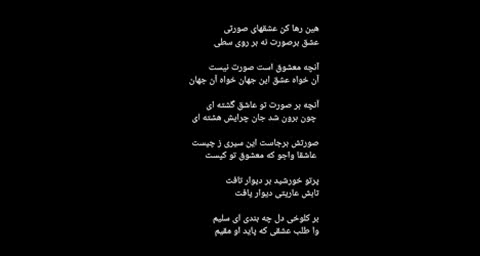 هین رها کن عشقهای صورتی
عشق برصورت نه بر روی سطی
آنچه معشوق است صورت نیست
آن خواه عشق این جهان خواه آن جهان
آنچه بر صورت تو عاشق گشته ای
چون برون شد جان چرایش هشته ای
صورتش برجاست این سیری ز چیست
عاشقا واجو که معشوق تو کیست
پرتو خورشید بر دیوار تافت
تابش عاریتی دیوار یافت
بر کلوخی دل چه بندی ای سلیم
وا طلب عشقی که پاید او مقیم